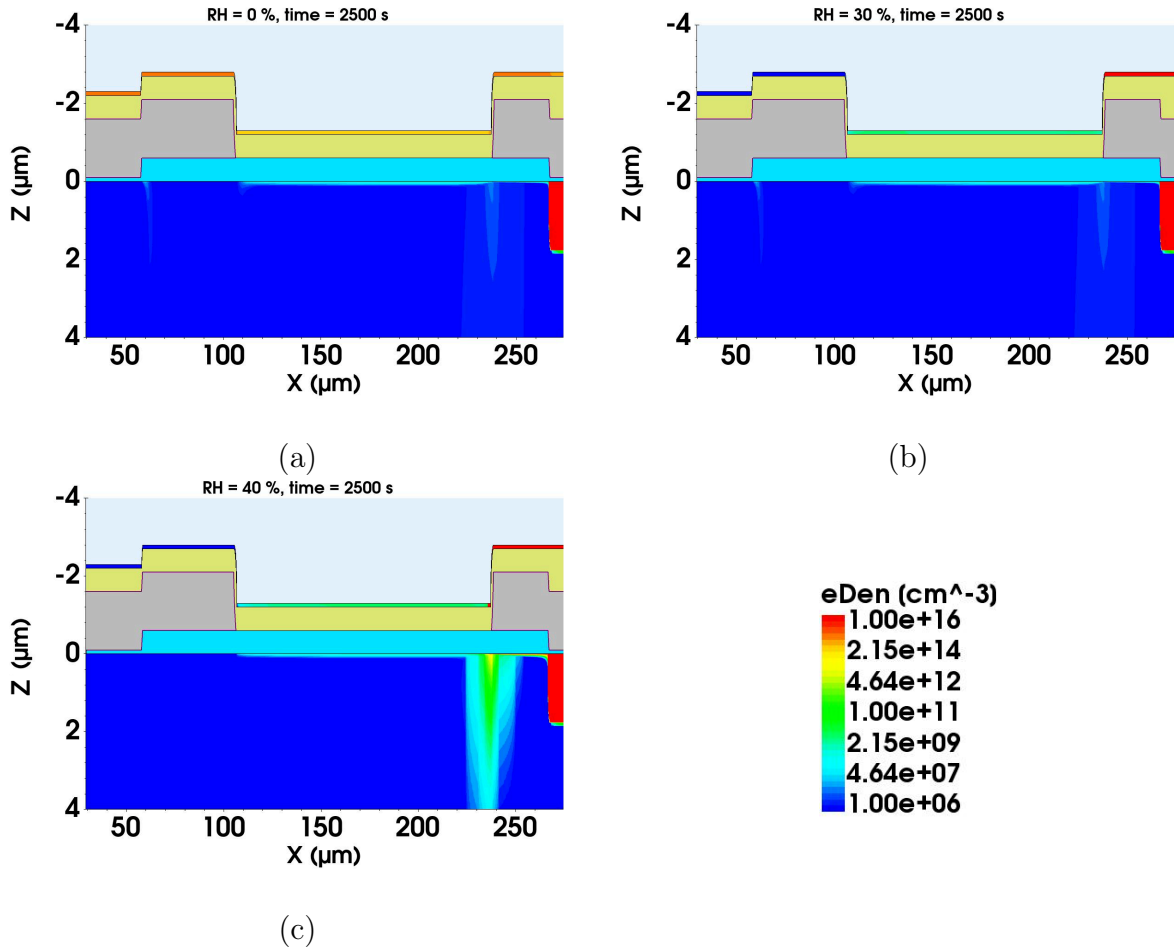 RH = 0 %, time = 2500 s
-4
-2
0
2
4
Z (µm)
50
100
150
200
250
X (µm)
(a)
RH = 30 %, time = 2500 s
-4
-2
0
2
4
Z (µm)
50
100
150
200
250
X (µm)
(b)
RH = 40 %, time = 2500 s
-4
-2
0
2
4
Z (µm)
50
100
150
200
250
X (µm)
(c)
eDen (cm^-3)
1.00e+16
2.15e+14
4.64e+12
1.00e+11
2.15e+09
4.64e+07
1.00e+06